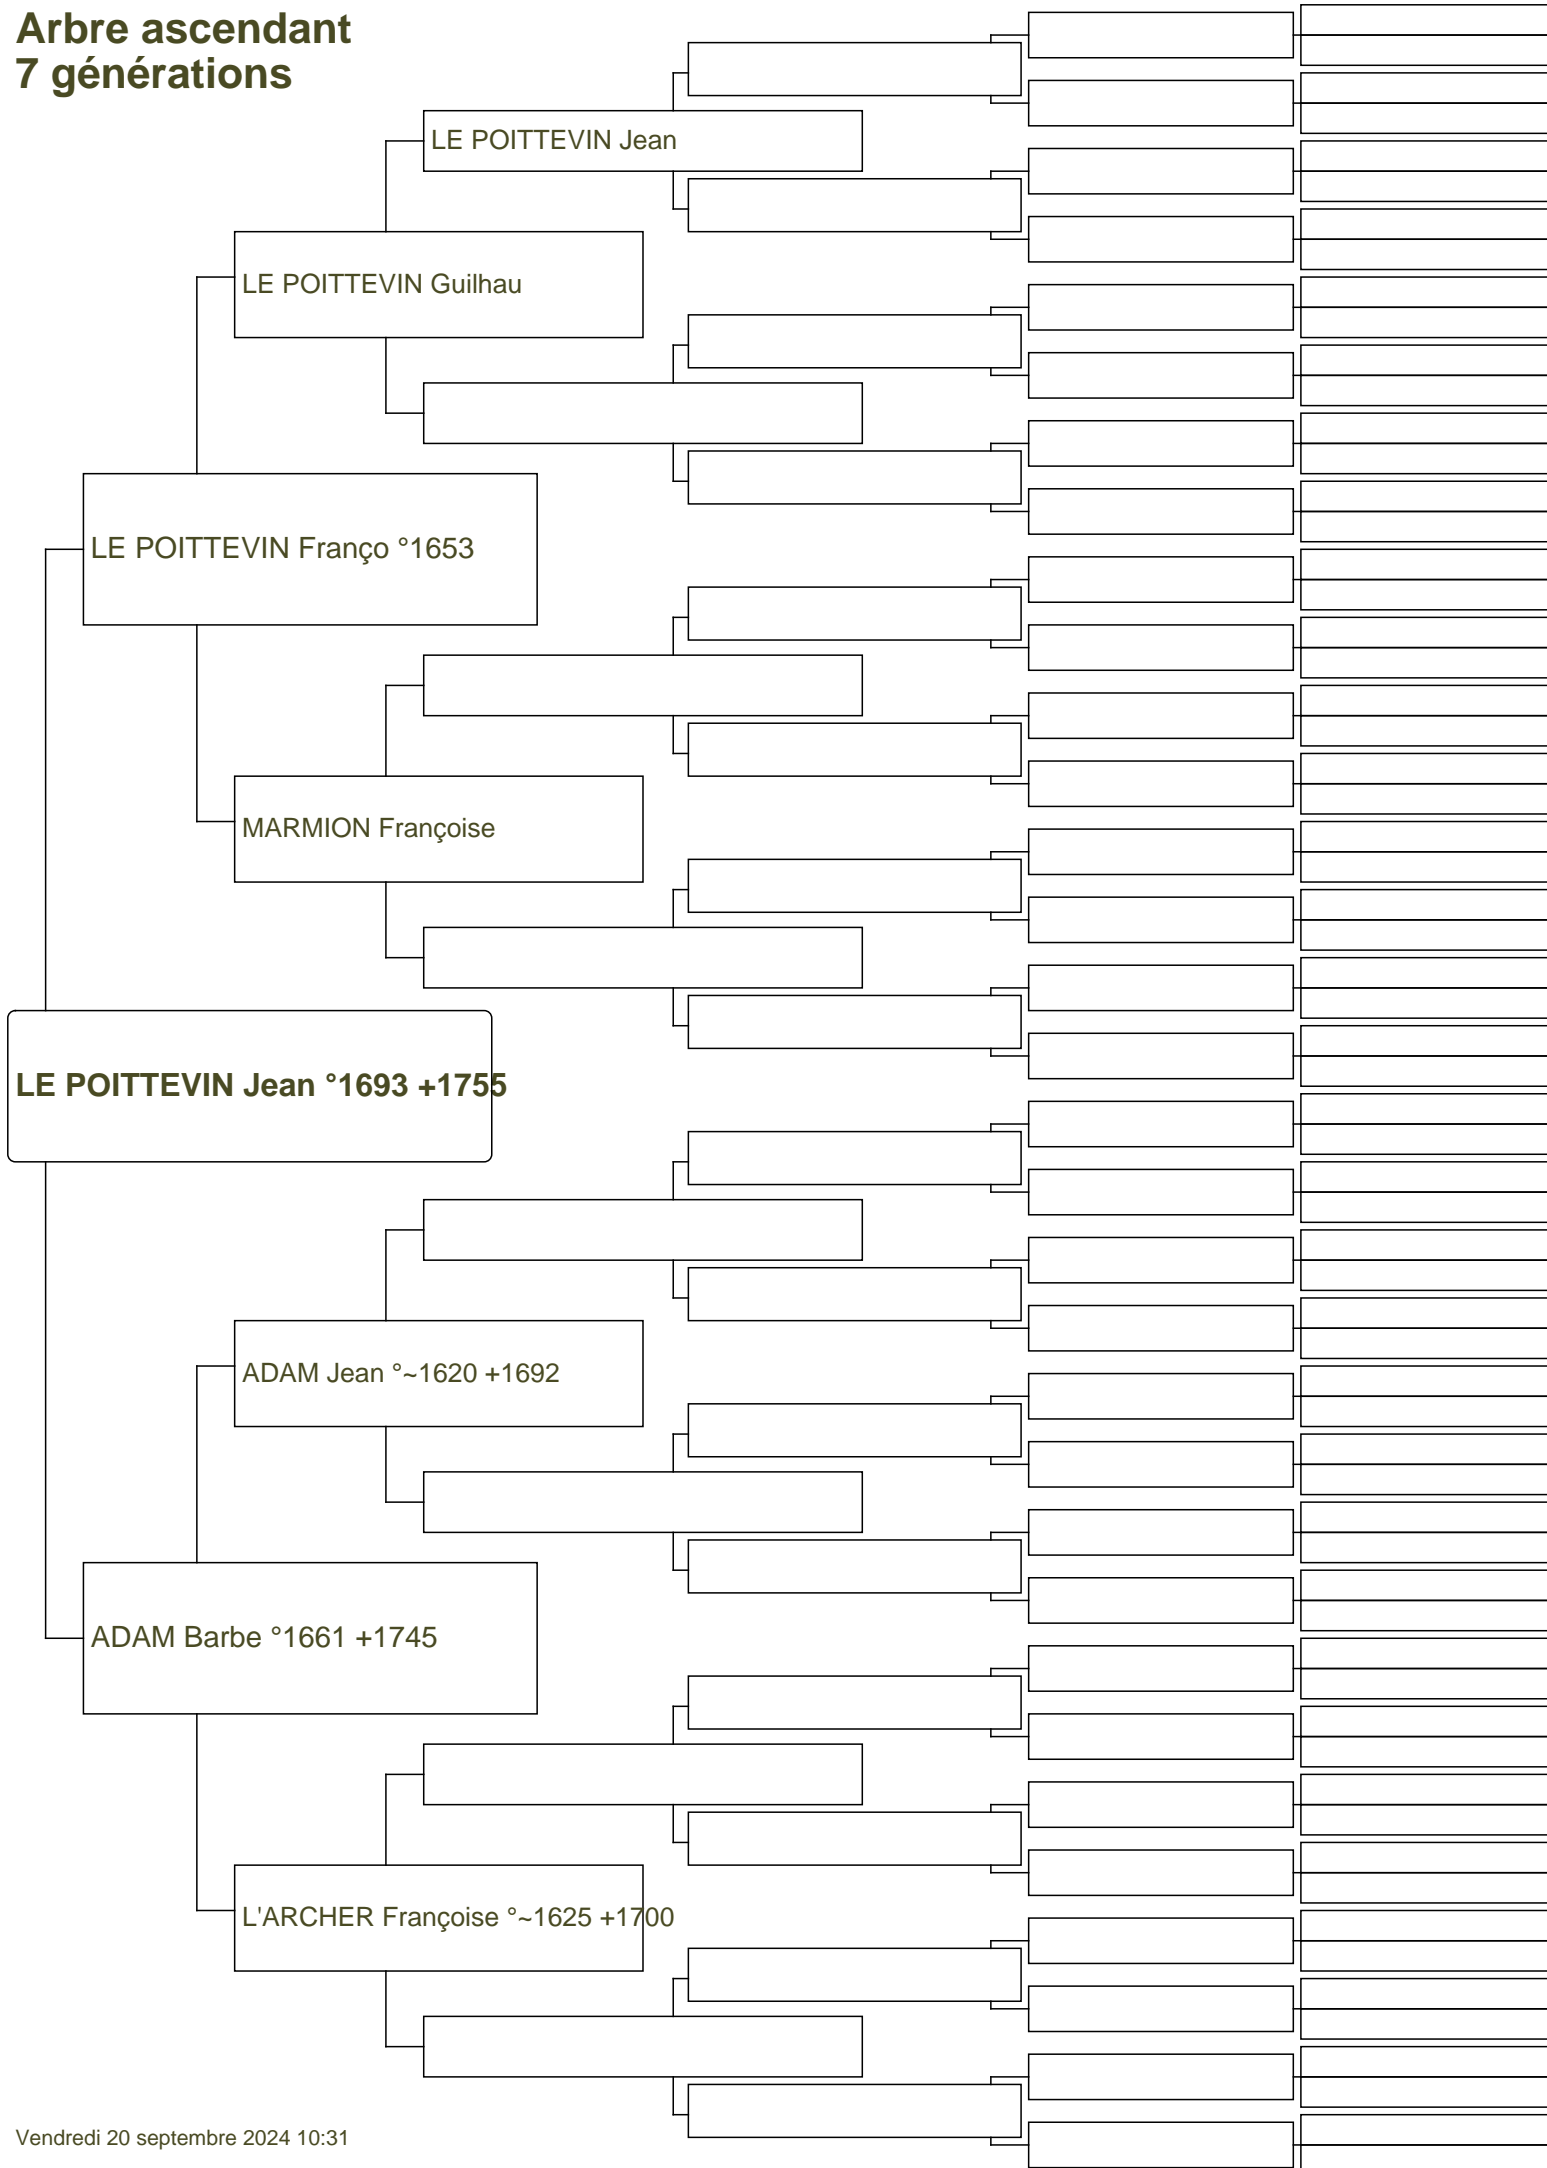 Arbre ascendant
7 générations
LE POITTEVIN Jean
LE POITTEVIN Guilhau
LE POITTEVIN Franço °1653
MARMION Françoise
LE POITTEVIN Jean °1693 +1755
ADAM Jean °~1620 +1692
ADAM Barbe °1661 +1745
L'ARCHER Françoise °~1625 +1700
Vendredi 20 septembre 2024 10:31